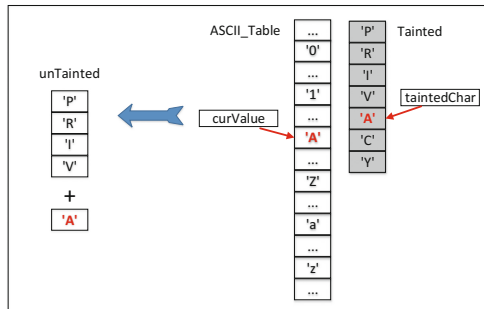 unTainted
'P'
'R'
'I'
'V'
+
'A'
ASCII_Table
...
'0'
...
'1'
...
'A'
...
'Z'
...
'a'
...
'z'
...
curValue
Tainted
'P'
'R'
'I'
'V'
'A'
'C'
'Y'
taintedChar